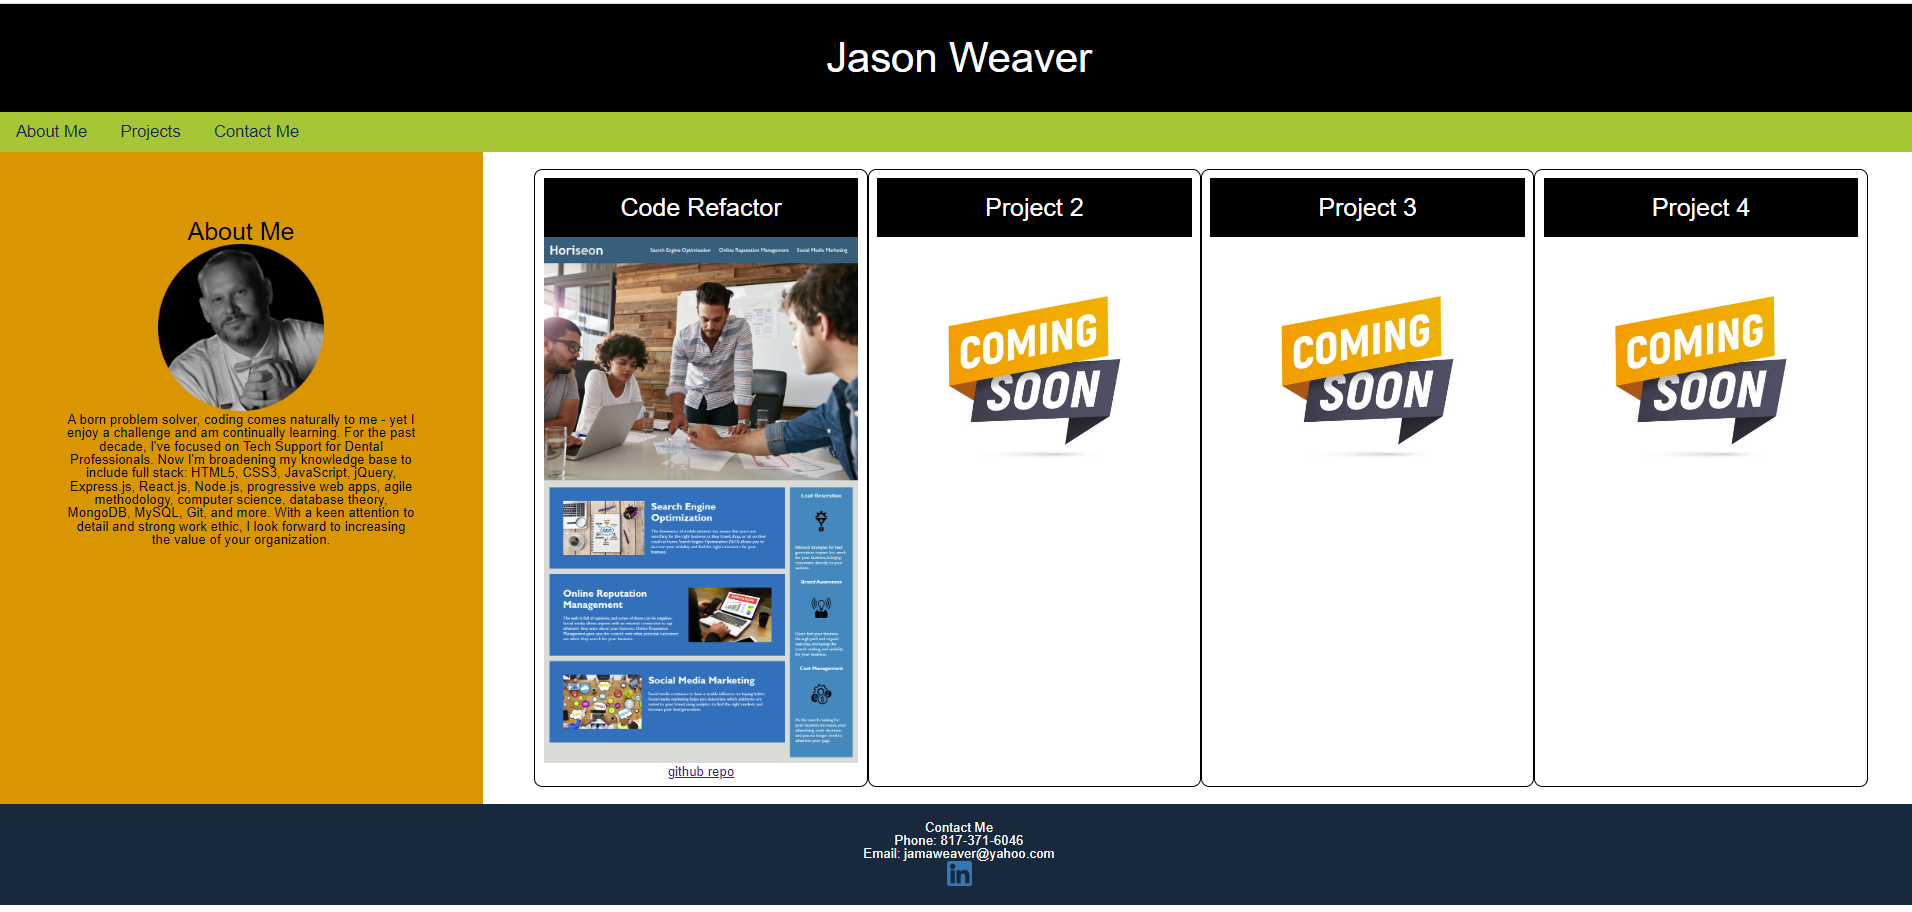 Jason Weaver
About Me Projects Contact Me
About Me
A born problem solver, coding comes naturally to me - yet I
enjoy a challenge and am continually learning. For the past
decade, I've focused on Tech Support for Dental
Professionals. Now I'm broadening my knowledge base to
include full stack: HTML5, CSS3, JavaScript, jQuery,
Express.js, React.js, Node.js, progressive web apps, agile
methodology, computer science, database theory,
MongoDB, MySQL, Git, and more. With a keen attention to
detail and strong work ethic, I look forward to increasing
the value of your organization.
Code Refactor
Horiseon
Search Engine Optimization Online Reputation Management Social Media Marketing
Search Engine
Optimization
Online Reputation
Management
Social Media Marketing
Lead Generation
Brand Awareness
Cost Management
github repo
Project 2
COMING
SOON
Project 3
COMING
SOON
Project 4
COMING
SOON
Contact Me
Phone: 817-371-6046
Email: jamaweaver@yahoo.com
in